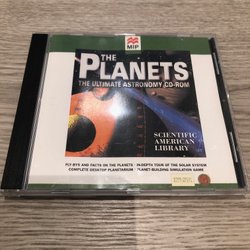 MIP
THE
PLANETS
THE ULTIMATE ASTRONOMY CD-ROM
SCIENTIFIC
AMERICAN
LIBRARY
FLY-BYS AND FACTS ON THE PLANETS IN-DEPTH TOUR OF THE SOLAR SYSTEM
COMPLETE DESKTOP PLANETARIUM PLANET-BUILDING SIMULATION GAME